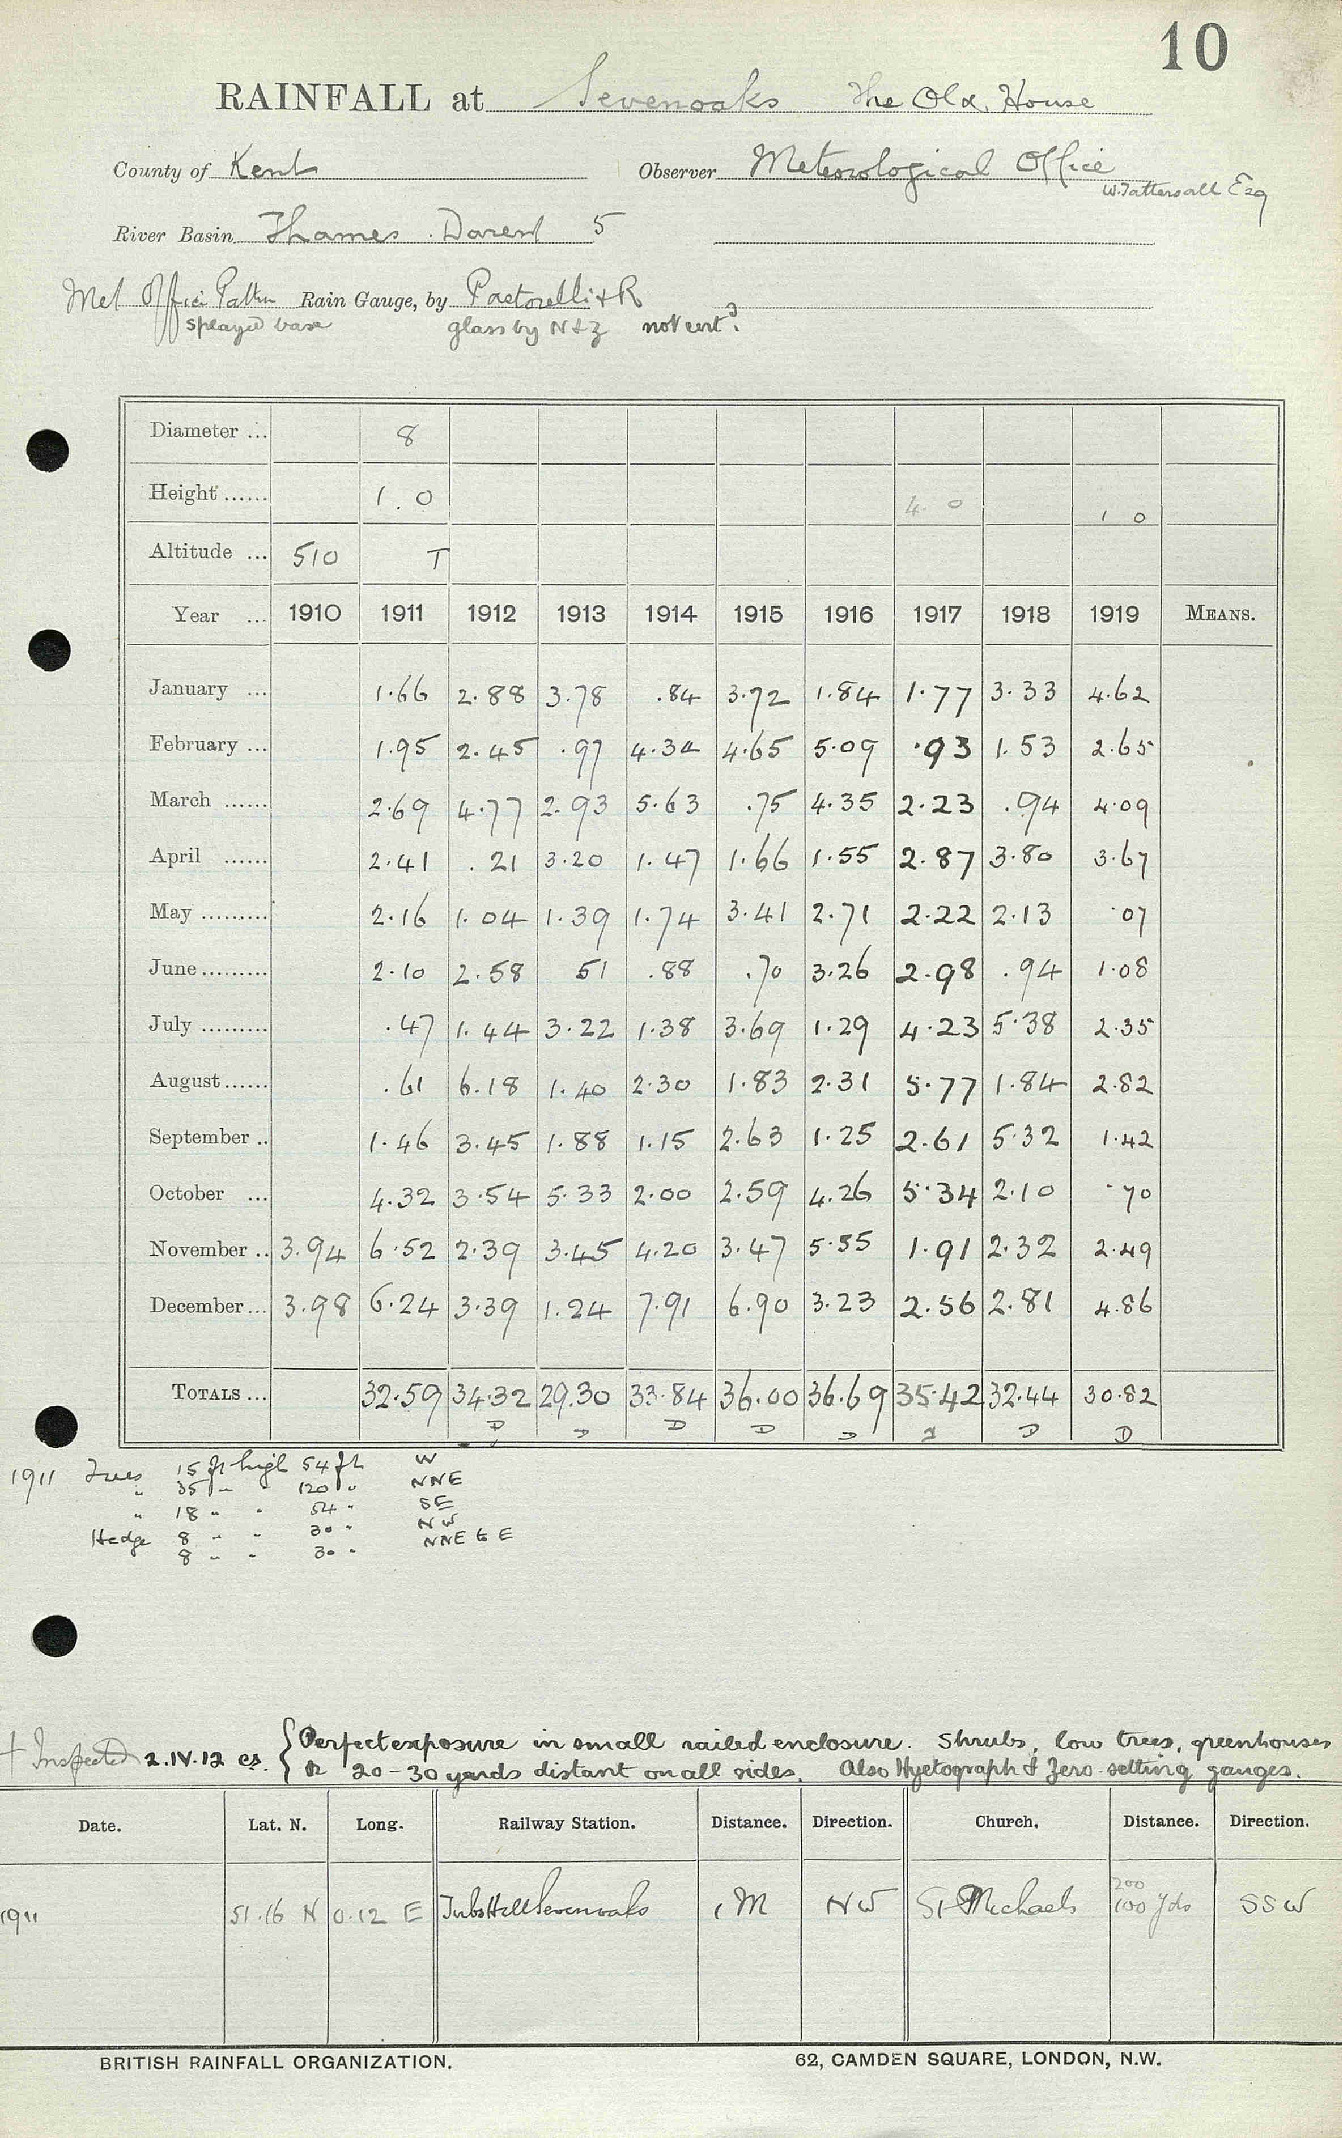 10
RAINFALL at Sevenoaks The Old House
County of Kent Observer Meteorological Office
W. Tattersall Esq
River Basin Thames Darent 5
Met Office Pattn Rain Gauge, by Pastorelli & R
splayed base glass by N & Z not cert?
Diameter ... 8
Height ...... 1.0 4.0 1 0
Altitude ... 510 T
Year ... 1910 1911 1912 1913 1914 1915 1916 1917 1918 1919 MEANS.
January ... 1.66 2.88 3.78 .84 3.72 1.84 1.77 3.33 4.62
February ... 1.95 2.45 .97 4.34 4.65 5.09 .93 1.53 2.65
March ...... 2.69 4.77 2.93 5.63 .75 4.35 2.23 .94 4.09
April ...... 2.41 .21 3.20 1.47 1.66 1.55 2.87 3.80 3.67
May ......... 2.16 1.04 1.39 1.74 3.41 2.71 2.22 2.13 .07
June ......... 2.10 2.58 51 .88 .70 3.26 2.98 .94 1.08
July ......... .47 1.44 3.22 1.38 3.69 1.29 4.23 5.38 2.35
August ...... .61 6.18 1.40 2.30 1.83 2.31 5.77 1.84 2.82
September .. 1.46 3.45 1.88 1.15 2.63 1.25 2.61 5.32 1.42
October ... 4.32 3.54 5.33 2.00 2.59 4.26 5.34 2.10 .70
November .. 3.94 6.52 2.39 3.45 4.20 3.47 5.55 1.91 2.32 2.49
December ... 3.98 6.24 3.39 1.24 7.91 6.90 3.23 2.56 2.81 4.86
TOTALS ... 32.59 34.32 29.30 33.84 36.00 36.69 35.42 32.44 30.82
D D D D D D D
1911 Trees 15 ft high 54 ft W
" 35 " " 120 " NNE
" 18 " " 54 " SE
Hedge 8 " " 30 " NW
8 " " 30 " NNE to E
† Inspected 2.IV.12 cs. { Perfect exposure in small railed enclosure. Shrubs, low trees, greenhouses
& 20-30 yards distant on all sides. Also Hyetograph & Zero-setting gauges.
Date. Lat. N. Long. Railway Station. Distance. Direction. Church. Distance. Direction.
200
1911 51.16 N 0.12 E Tubs Hill Sevenoaks 1 M NW St Michaels 100 yds SSW
BRITISH RAINFALL ORGANIZATION. 62, CAMDEN SQUARE, LONDON, N.W.